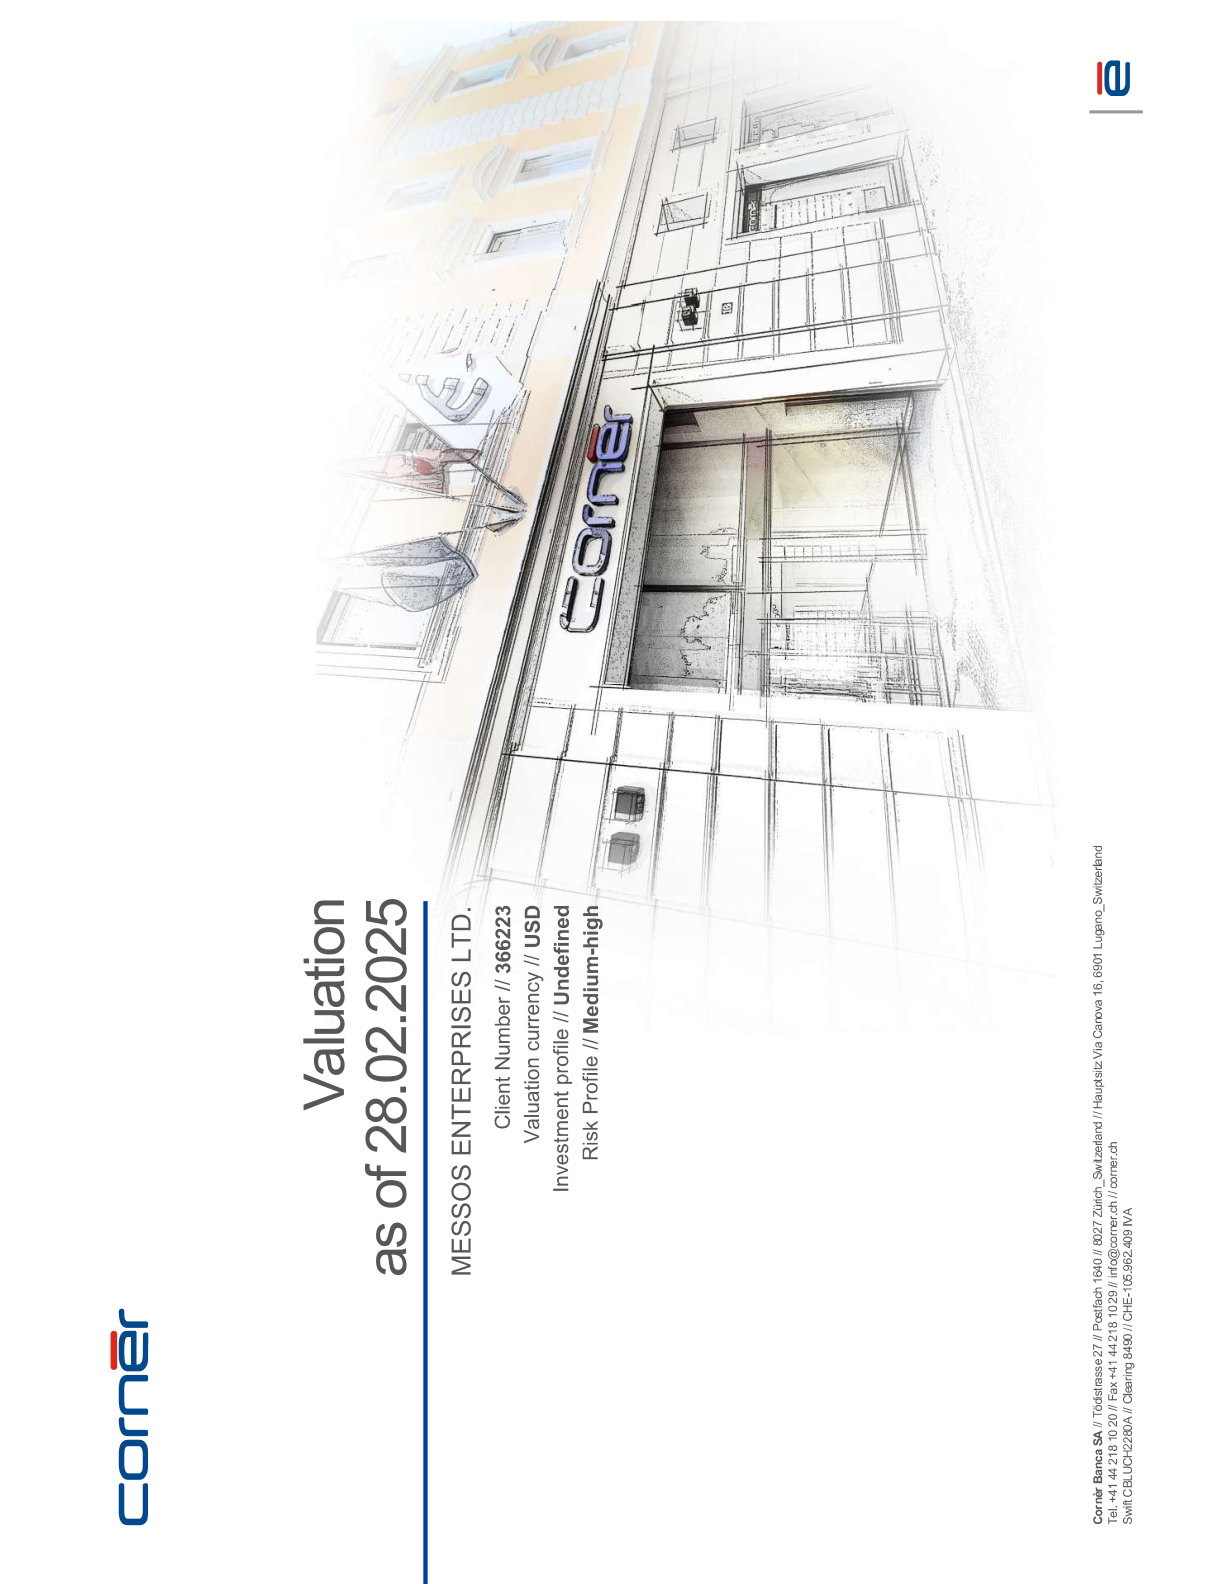 cornèr
Valuation
as of 28.02.2025
MESSOS ENTERPRISES LTD.
Client Number // 366223
Valuation currency // USD
Investment profile // Undefined
Risk Profile // Medium-high
cornèr
cornèr
Cornèr Banca SA // Tödistrasse 27 // Postfach 1640 // 8027 Zürich_Switzerland // Hauptsitz Via Canova 16, 6901 Lugano_Switzerland
Tel. +41 44 218 10 20 // Fax +41 44 218 10 29 // info@corner.ch // corner.ch
Swift CBLUCH2280A // Clearing 8490 // CHE-105.962.409 IVA
è